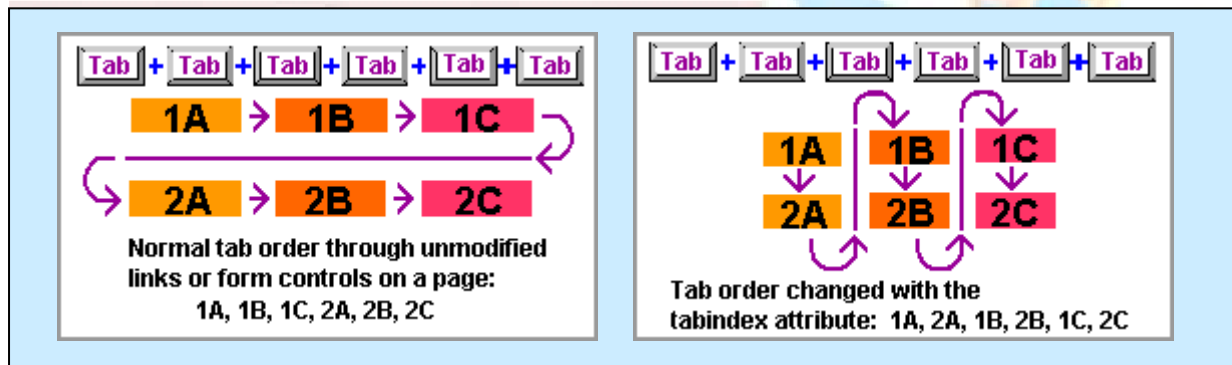 Tab + Tab + Tab + Tab + Tab + Tab
1A 1B 1C
2A 2B 2C
Normal tab order through unmodified
links or form controls on a page:
1A, 1B, 1C, 2A, 2B, 2C
Tab + Tab + Tab + Tab + Tab + Tab
1A 1B 1C
2A 2B 2C
Tab order changed with the
tabindex attribute: 1A, 2A, 1B, 2B, 1C, 2C